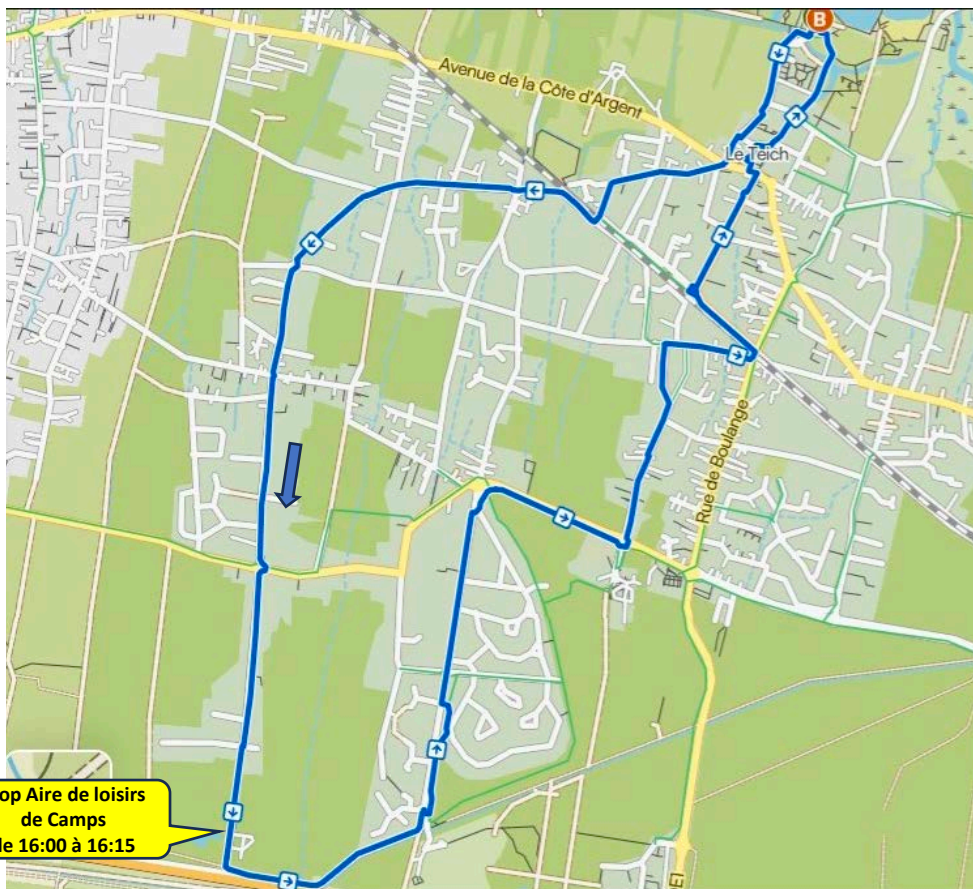 B
Avenue de la Côte d'Argent
Le Teich
Rue de Boulange
op Aire de loisirs
de Camps
de 16:00 à 16:15